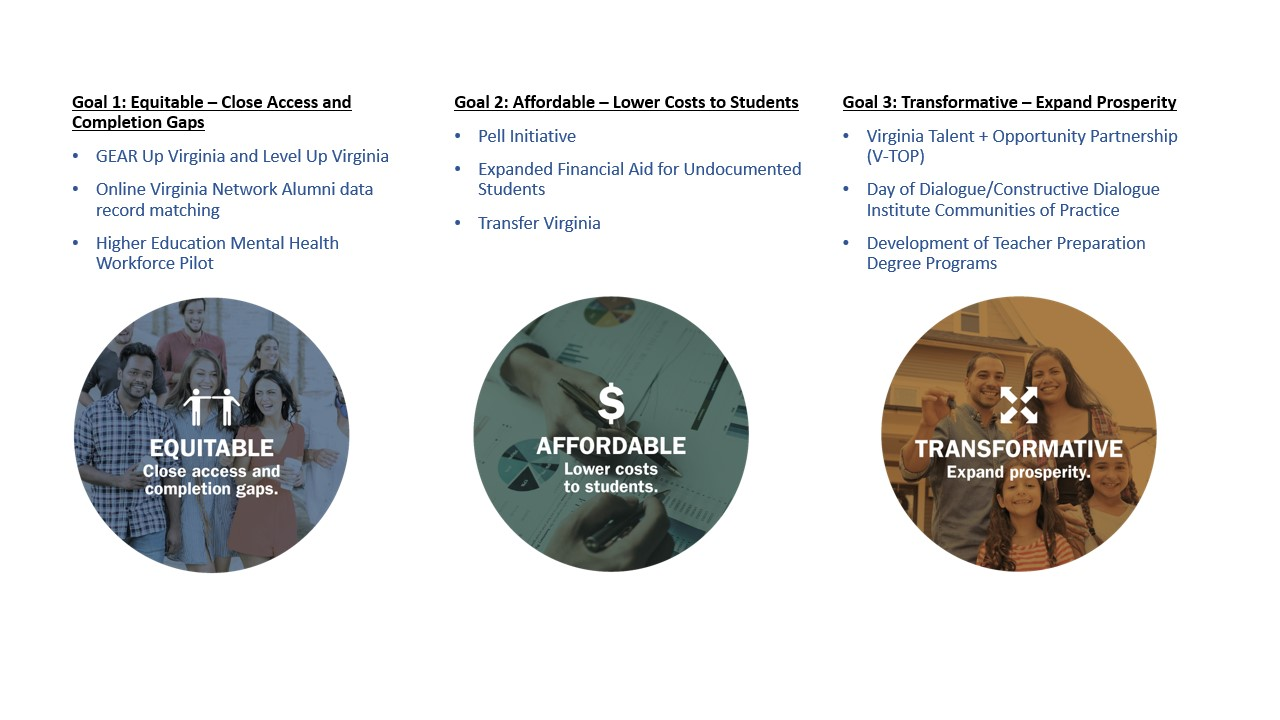 Goal 1: Equitable – Close Access and
Completion Gaps
• GEAR Up Virginia and Level Up Virginia
• Online Virginia Network Alumni data
record matching
• Higher Education Mental Health
Workforce Pilot
Goal 2: Affordable – Lower Costs to Students
• Pell Initiative
• Expanded Financial Aid for Undocumented
Students
• Transfer Virginia
Goal 3: Transformative – Expand Prosperity
• Virginia Talent + Opportunity Partnership
(V-TOP)
• Day of Dialogue/Constructive Dialogue
Institute Communities of Practice
• Development of Teacher Preparation
Degree Programs
EQUITABLE
Close access and
completion gaps.
$
AFFORDABLE
Lower costs
to students.
TRANSFORMATIVE
Expand prosperity.